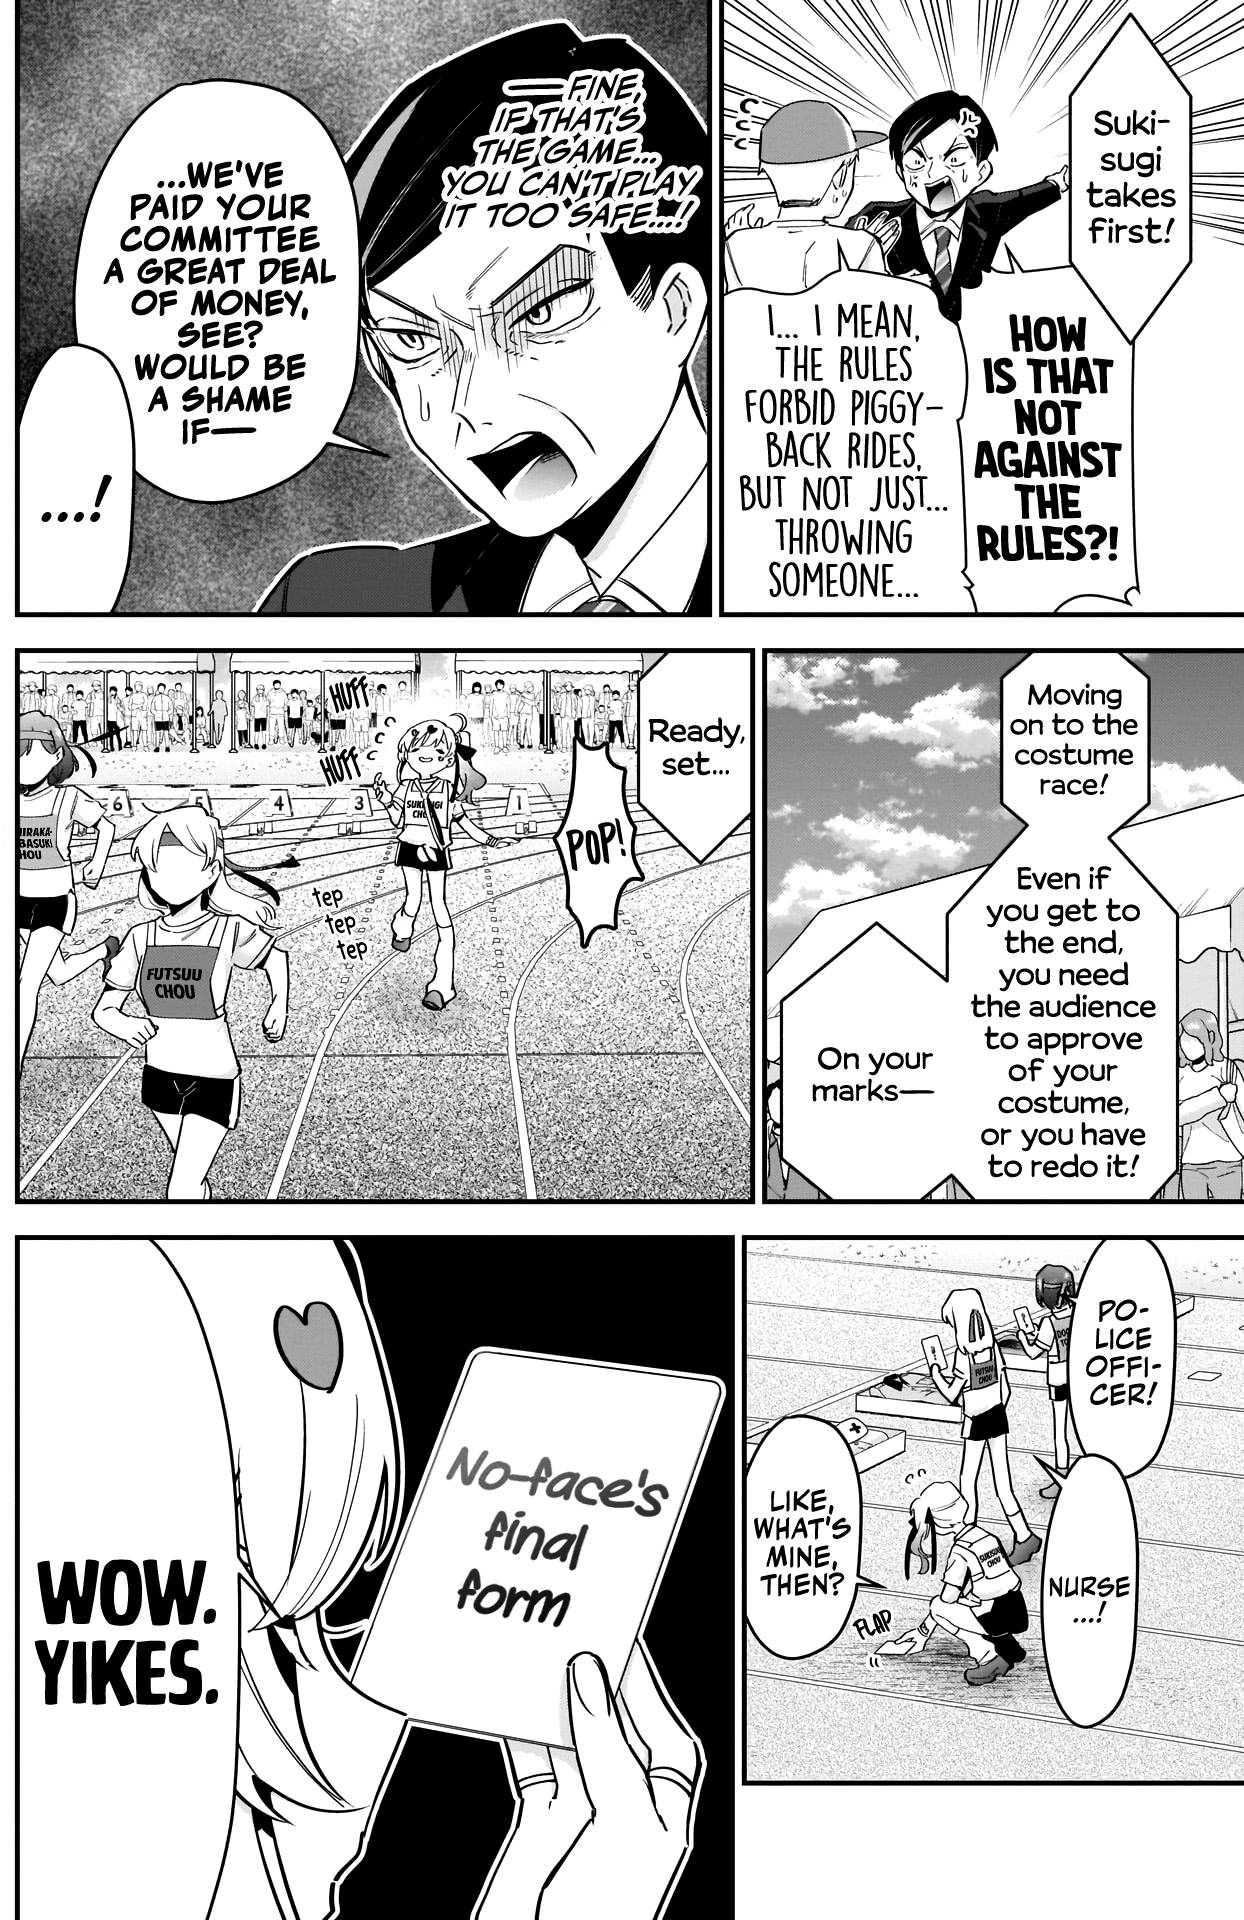 Suki-
sugi
takes
first!
HOW
IS THAT
NOT
AGAINST
THE
RULES?!
I... I MEAN,
THE RULES
FORBID PIGGY-
BACK RIDES,
BUT NOT JUST...
THROWING
SOMEONE...
—FINE,
IF THAT'S
THE GAME...
YOU CAN'T PLAY
IT TOO SAFE...!
...WE'VE
PAID YOUR
COMMITTEE
A GREAT DEAL
OF MONEY,
SEE?
WOULD BE
A SHAME
IF—
...!
Moving
on to the
costume
race!
Even if
you get to
the end,
you need
the audience
to approve
of your
costume,
or you have
to redo it!
On your
marks—
Ready,
set...
POP!
HUFF
HUFF
tep
tep
tep
6
5
4
3
1
CHOU
FUTSUU
CHOU
PO-
LICE
OFFI-
CER!
NURSE
...!
LIKE,
WHAT'S
MINE,
THEN?
FLAP
FUTSUU
CHOU
SUKISUGI
CHOU
No-face's
final
form
WOW.
YIKES.